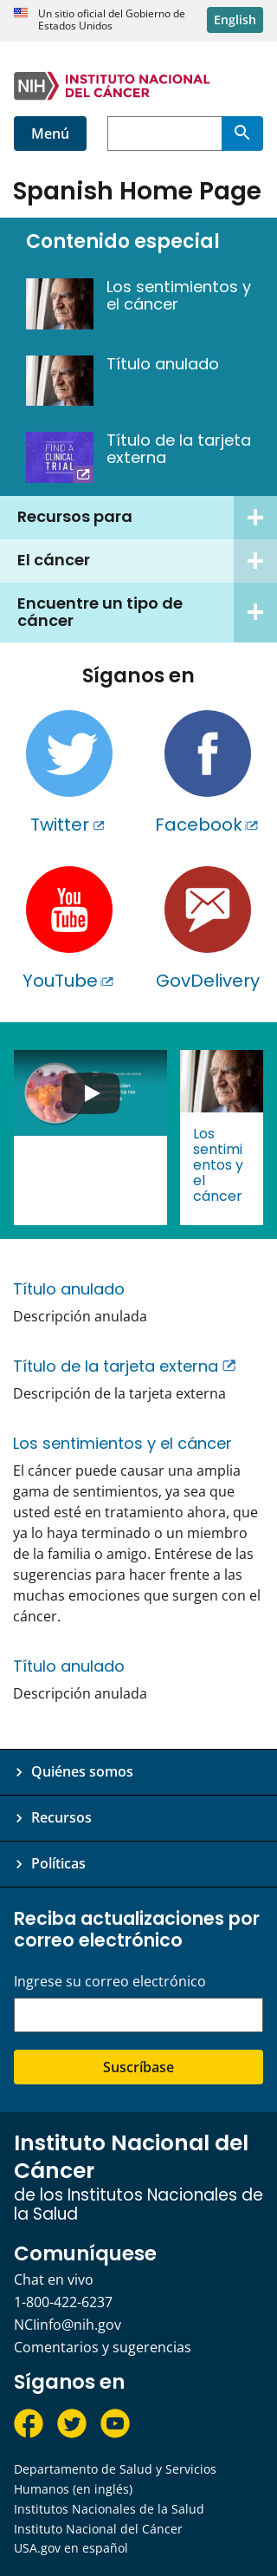 Un sitio oficial del Gobierno de
Estados Unidos
English
NIH
INSTITUTO NACIONAL
DEL CÁNCER
Menú
Spanish Home Page
Contenido especial
Los sentimientos y
el cáncer
Título anulado
FIND A
CLINICAL
TRIAL
Título de la tarjeta
externa
Recursos para
El cáncer
Encuentre un tipo de
cáncer
Síganos en
Twitter
Facebook
You
Tube
YouTube
GovDelivery
Los
sentimi
entos y
el
cáncer
Título anulado
Descripción anulada
Título de la tarjeta externa
Descripción de la tarjeta externa
Los sentimientos y el cáncer
El cáncer puede causar una amplia
gama de sentimientos, ya sea que
usted esté en tratamiento ahora, que
ya lo haya terminado o un miembro
de la familia o amigo. Entérese de las
sugerencias para hacer frente a las
muchas emociones que surgen con el
cáncer.
Título anulado
Descripción anulada
Quiénes somos
Recursos
Políticas
Reciba actualizaciones por
correo electrónico
Ingrese su correo electrónico
Suscríbase
Instituto Nacional del
Cáncer
de los Institutos Nacionales de
la Salud
Comuníquese
Chat en vivo
1-800-422-6237
NCIinfo@nih.gov
Comentarios y sugerencias
Síganos en
Departamento de Salud y Servicios
Humanos (en inglés)
Institutos Nacionales de la Salud
Instituto Nacional del Cáncer
USA.gov en español